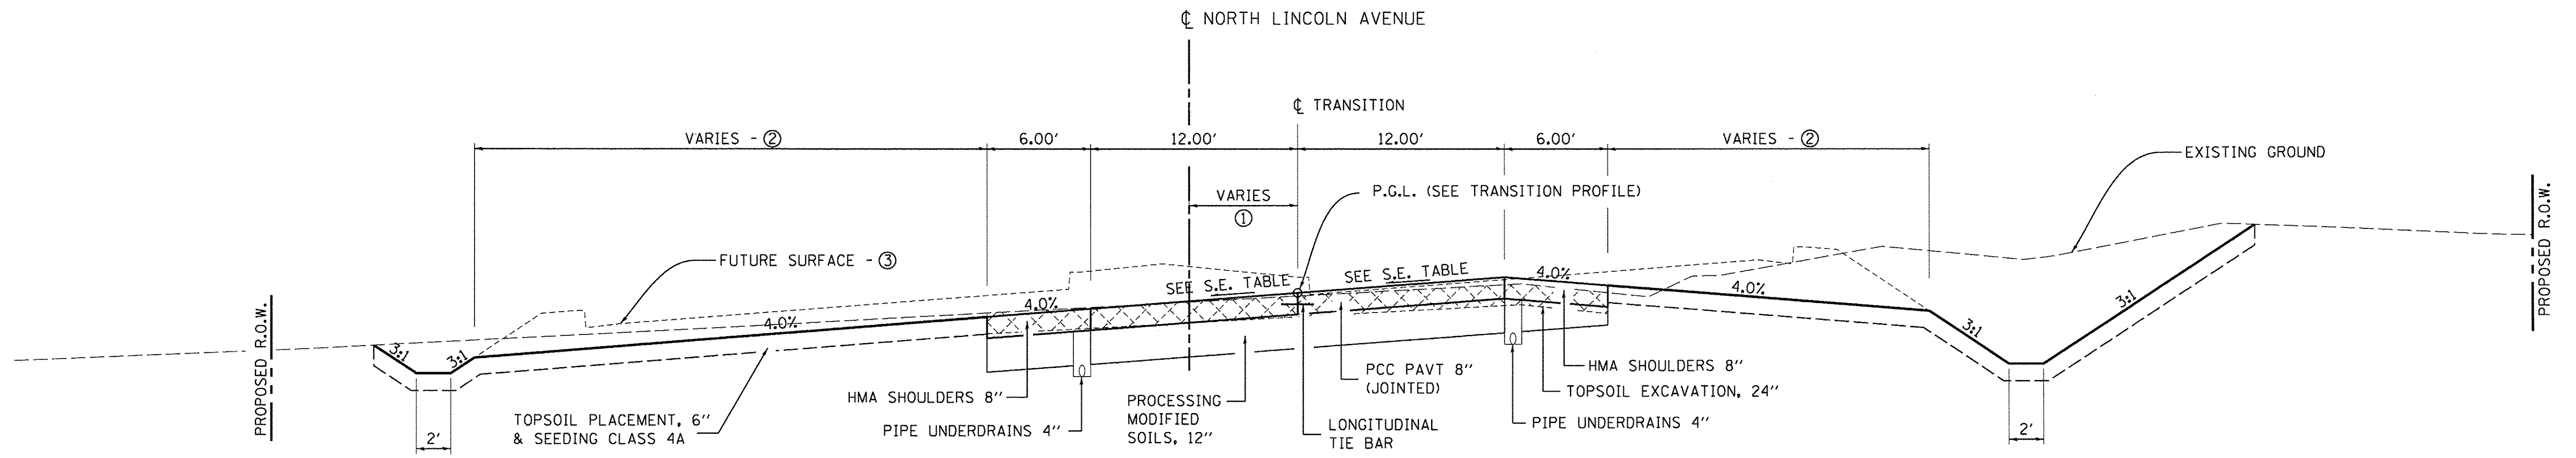 ℄ NORTH LINCOLN AVENUE
℄ TRANSITION
VARIES - ②
6.00'
12.00'
12.00'
6.00'
VARIES - ②
EXISTING GROUND
VARIES
①
P.G.L. (SEE TRANSITION PROFILE)
FUTURE SURFACE - ③
SEE S.E. TABLE
SEE S.E. TABLE
4.0%
4.0%
4.0%
4.0%
3:1
3:1
3:1
3:1
PROPOSED R.O.W.
PROPOSED R.O.W.
TOPSOIL PLACEMENT, 6"
& SEEDING CLASS 4A
2'
HMA SHOULDERS 8"
PIPE UNDERDRAINS 4"
PROCESSING
MODIFIED
SOILS, 12"
LONGITUDINAL
TIE BAR
PCC PAVT 8"
(JOINTED)
HMA SHOULDERS 8"
TOPSOIL EXCAVATION, 24"
PIPE UNDERDRAINS 4"
2'